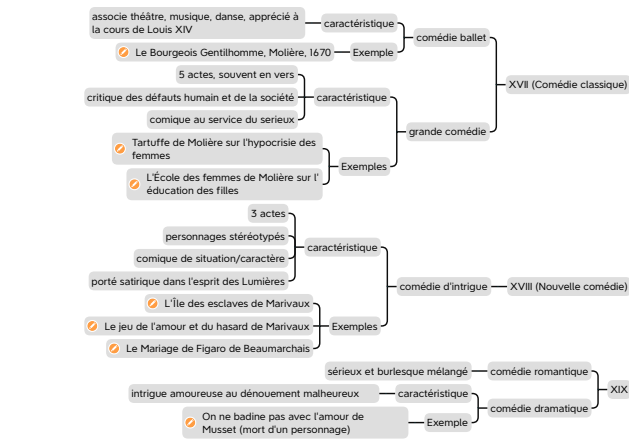 associe théâtre, musique, danse, apprécié à
la cours de Louis XIV
caractéristique
comédie ballet
Le Bourgeois Gentilhomme, Molière, 1670
Exemple
XVII (Comédie classique)
5 actes, souvent en vers
critique des défauts humain et de la société
caractéristique
comique au service du serieux
grande comédie
Tartuffe de Molière sur l'hypocrisie des
femmes
Exemples
L'École des femmes de Molière sur l'
éducation des filles
3 actes
personnages stéréotypés
caractéristique
comique de situation/caractère
porté satirique dans l'esprit des Lumières
comédie d'intrigue
XVIII (Nouvelle comédie)
L'Île des esclaves de Marivaux
Le jeu de l'amour et du hasard de Marivaux
Exemples
Le Mariage de Figaro de Beaumarchais
sérieux et burlesque mélangé
comédie romantique
XIX
intrigue amoureuse au dénouement malheureux
caractéristique
comédie dramatique
On ne badine pas avec l'amour de
Musset (mort d'un personnage)
Exemple